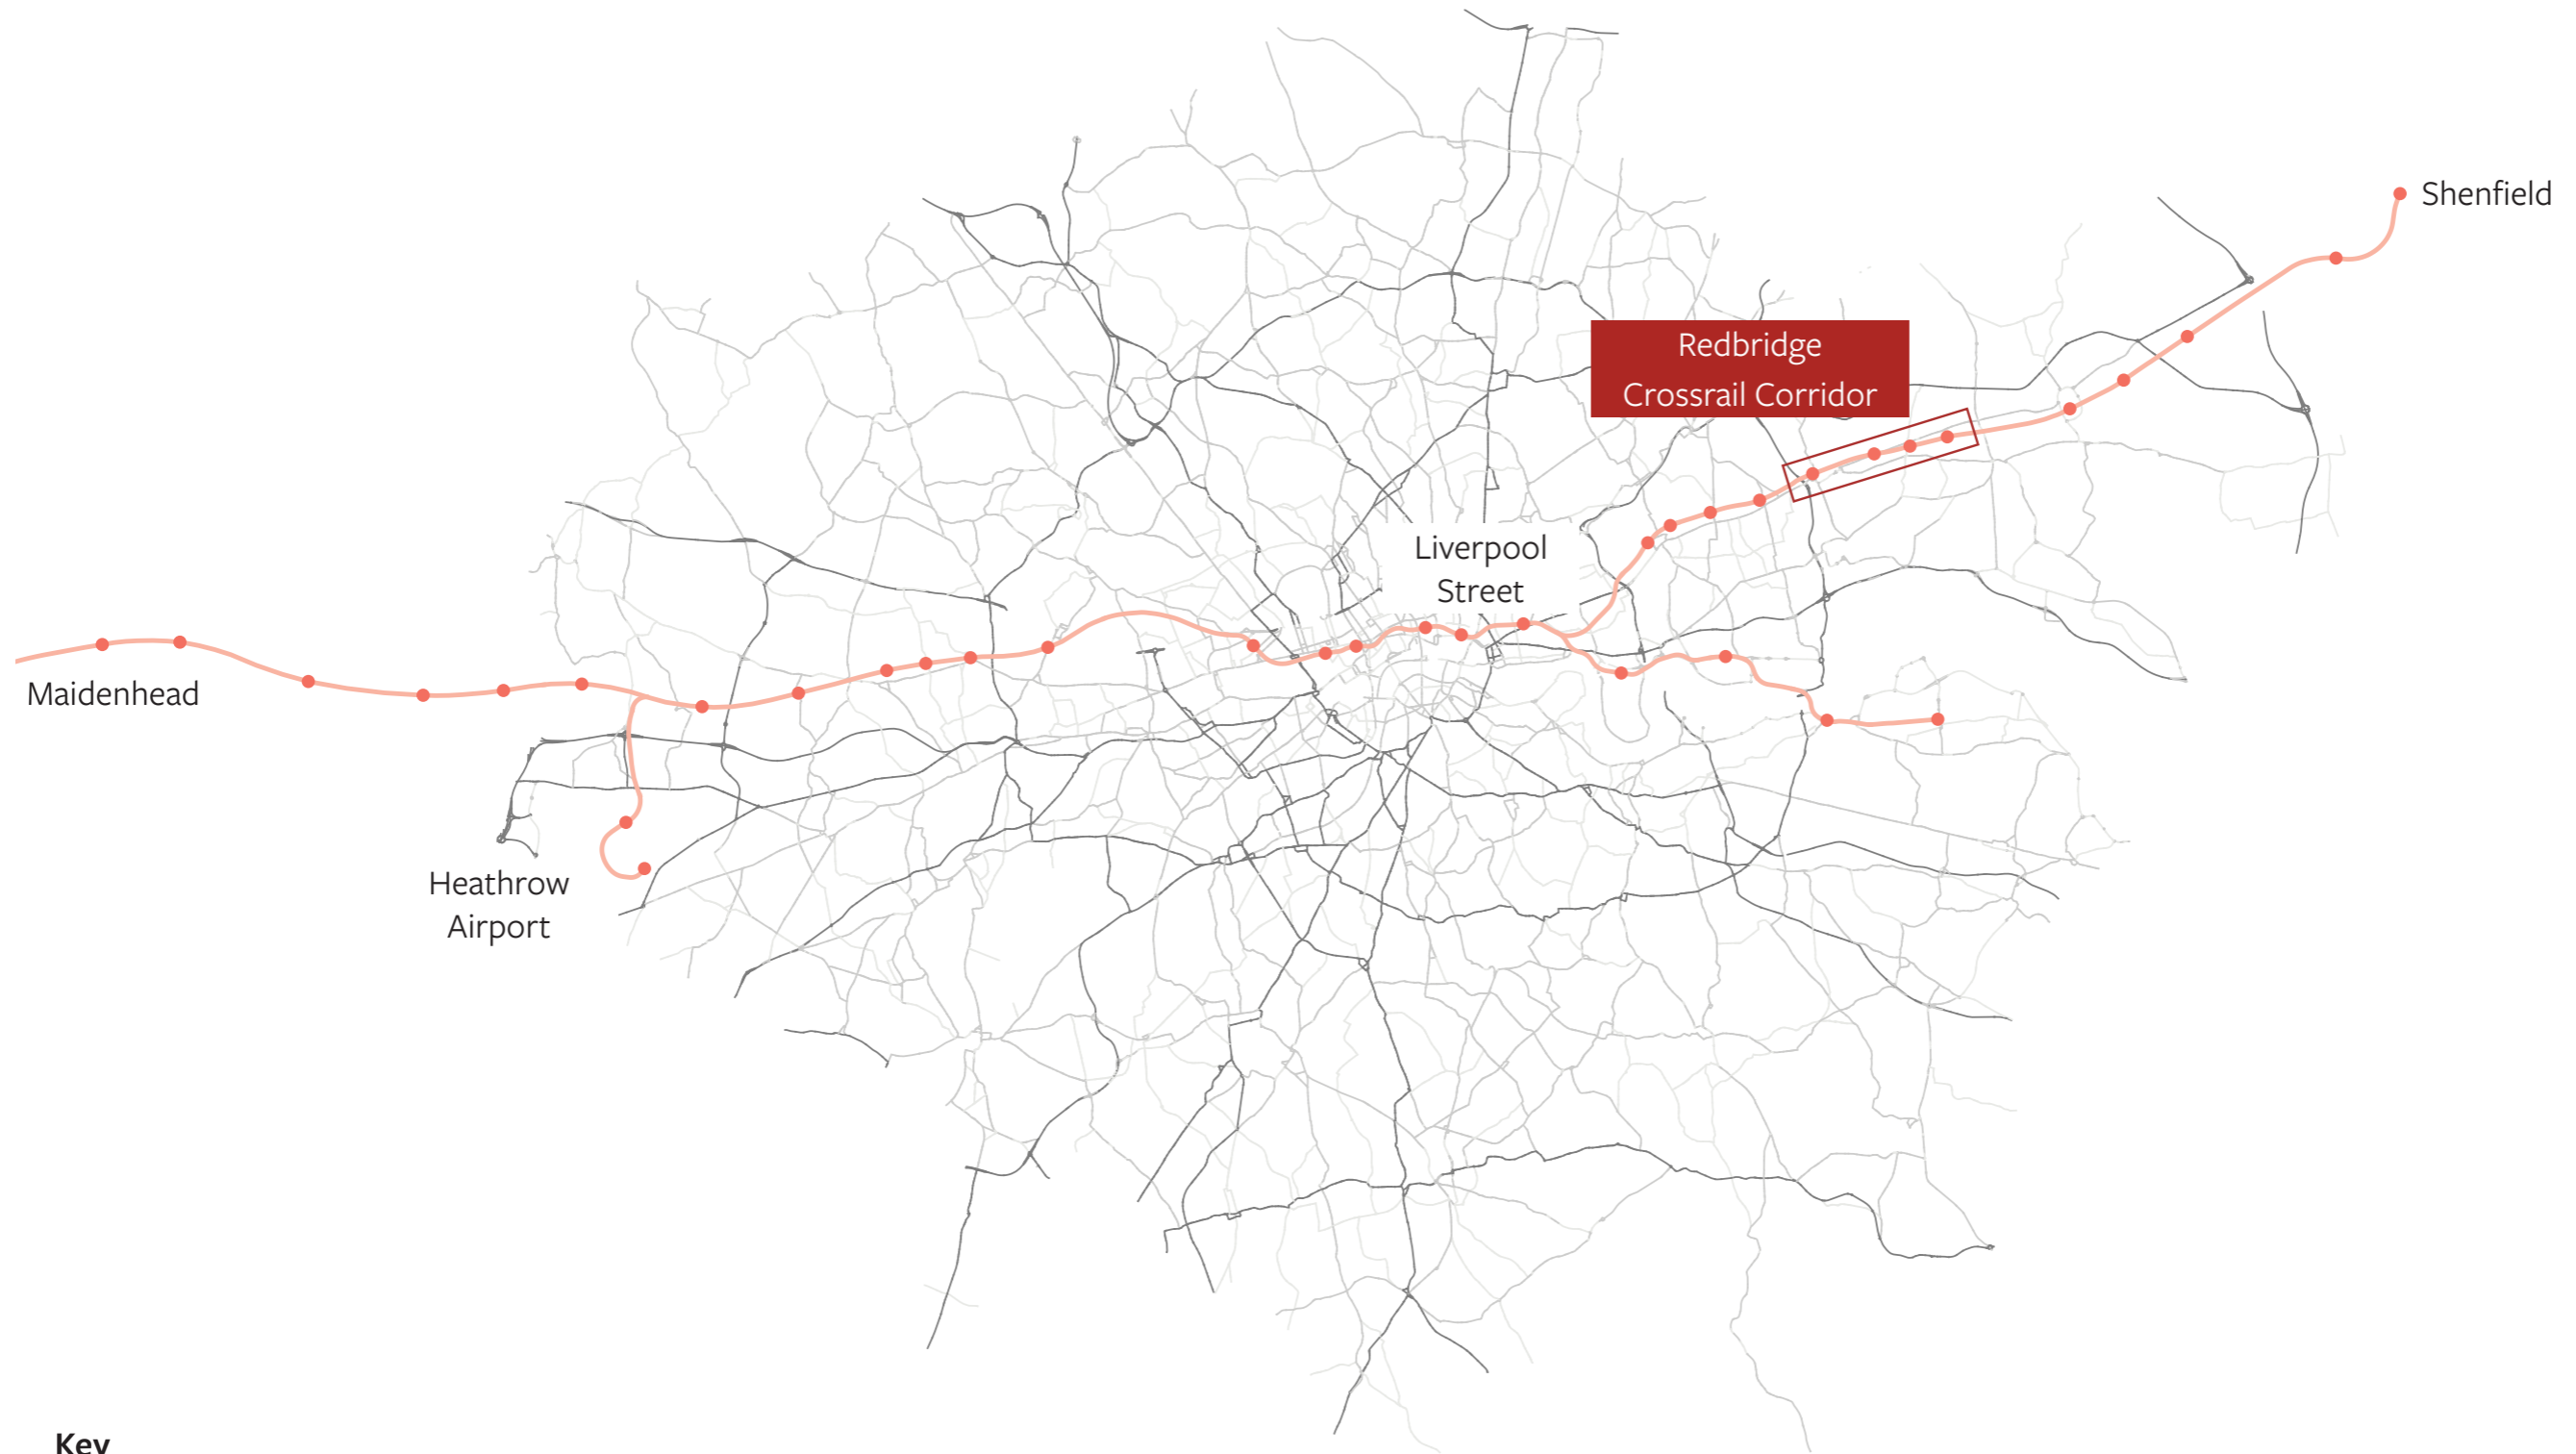 Shenfield
Redbridge
Crossrail Corridor
Liverpool
Street
Maidenhead
Heathrow
Airport
Key